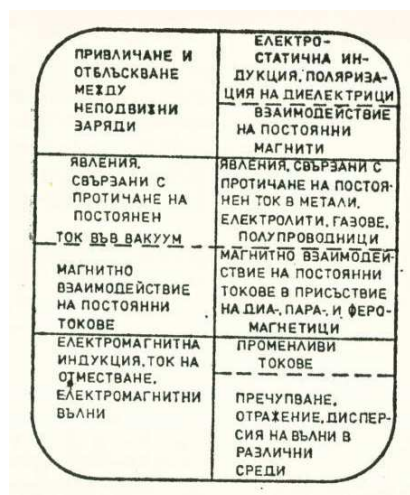 ПРИВЛИЧАНЕ И
ОТБЛЪСКВАНЕ
МЕЖДУ
НЕПОДВИЖНИ
ЗАРЯДИ
ЕЛЕКТРО-
СТАТИЧНА ИН-
ДУКЦИЯ, ПОЛЯРИЗА-
ЦИЯ НА ДИЕЛЕКТРИЦИ
ВЗАИМОДЕЙСТВИЕ
НА ПОСТОЯННИ
МАГНИТИ
ЯВЛЕНИЯ,
СВЪРЗАНИ С
ПРОТИЧАНЕ НА
ПОСТОЯНЕН
ТОК ВЪВ ВАКУУМ
ЯВЛЕНИЯ, СВЪРЗАНИ С
ПРОТИЧАНЕ НА ПОСТОЯ-
НЕН ТОК В МЕТАЛИ,
ЕЛЕКТРОЛИТИ, ГАЗОВЕ,
ПОЛУПРОВОДНИЦИ
МАГНИТНО
ВЗАИМОДЕЙСТВИЕ
НА ПОСТОЯННИ
ТОКОВЕ
МАГНИТНО ВЗАИМОДЕЙ-
СТВИЕ НА ПОСТОЯННИ
ТОКОВЕ В ПРИСЪСТВИЕ
НА ДИА-, ПАРА-, И ФЕРО-
МАГНЕТИЦИ
ЕЛЕКТРОМАГНИТНА
ИНДУКЦИЯ, ТОК НА
ОТМЕСТВАНЕ,
ЕЛЕКТРОМАГНИТНИ
ВЪЛНИ
ПРОМЕНЛИВИ
ТОКОВЕ
ПРЕЧУПВАНЕ,
ОТРАЖЕНИЕ, ДИСПЕР-
СИЯ НА ВЪЛНИ В
РАЗЛИЧНИ
СРЕДИ